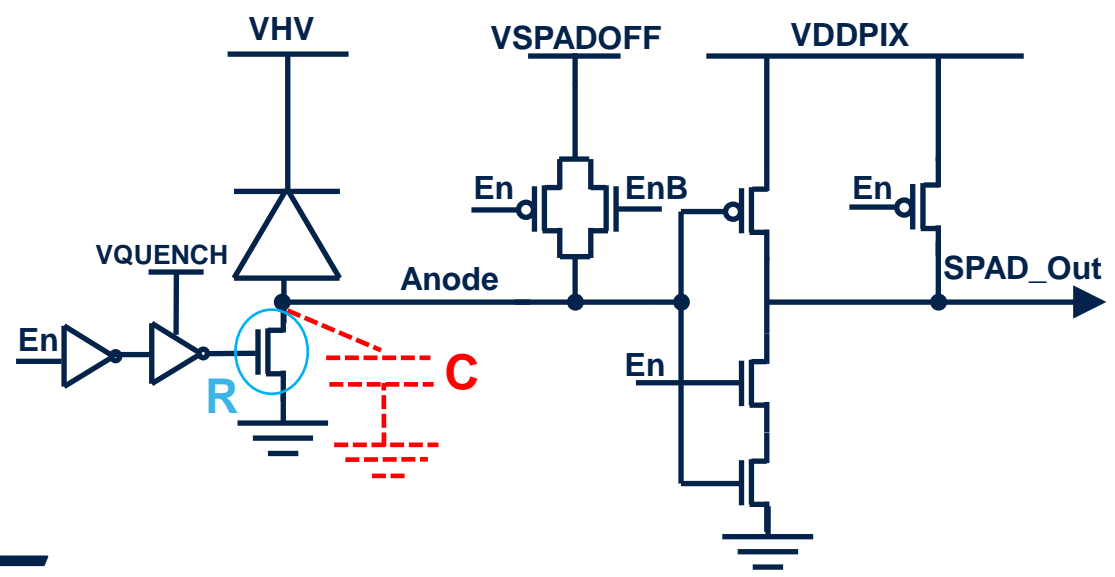 VHV
VSPADOFF
VDDPIX
En
EnB
En
VQUENCH
Anode
SPAD_Out
En
En
R
C